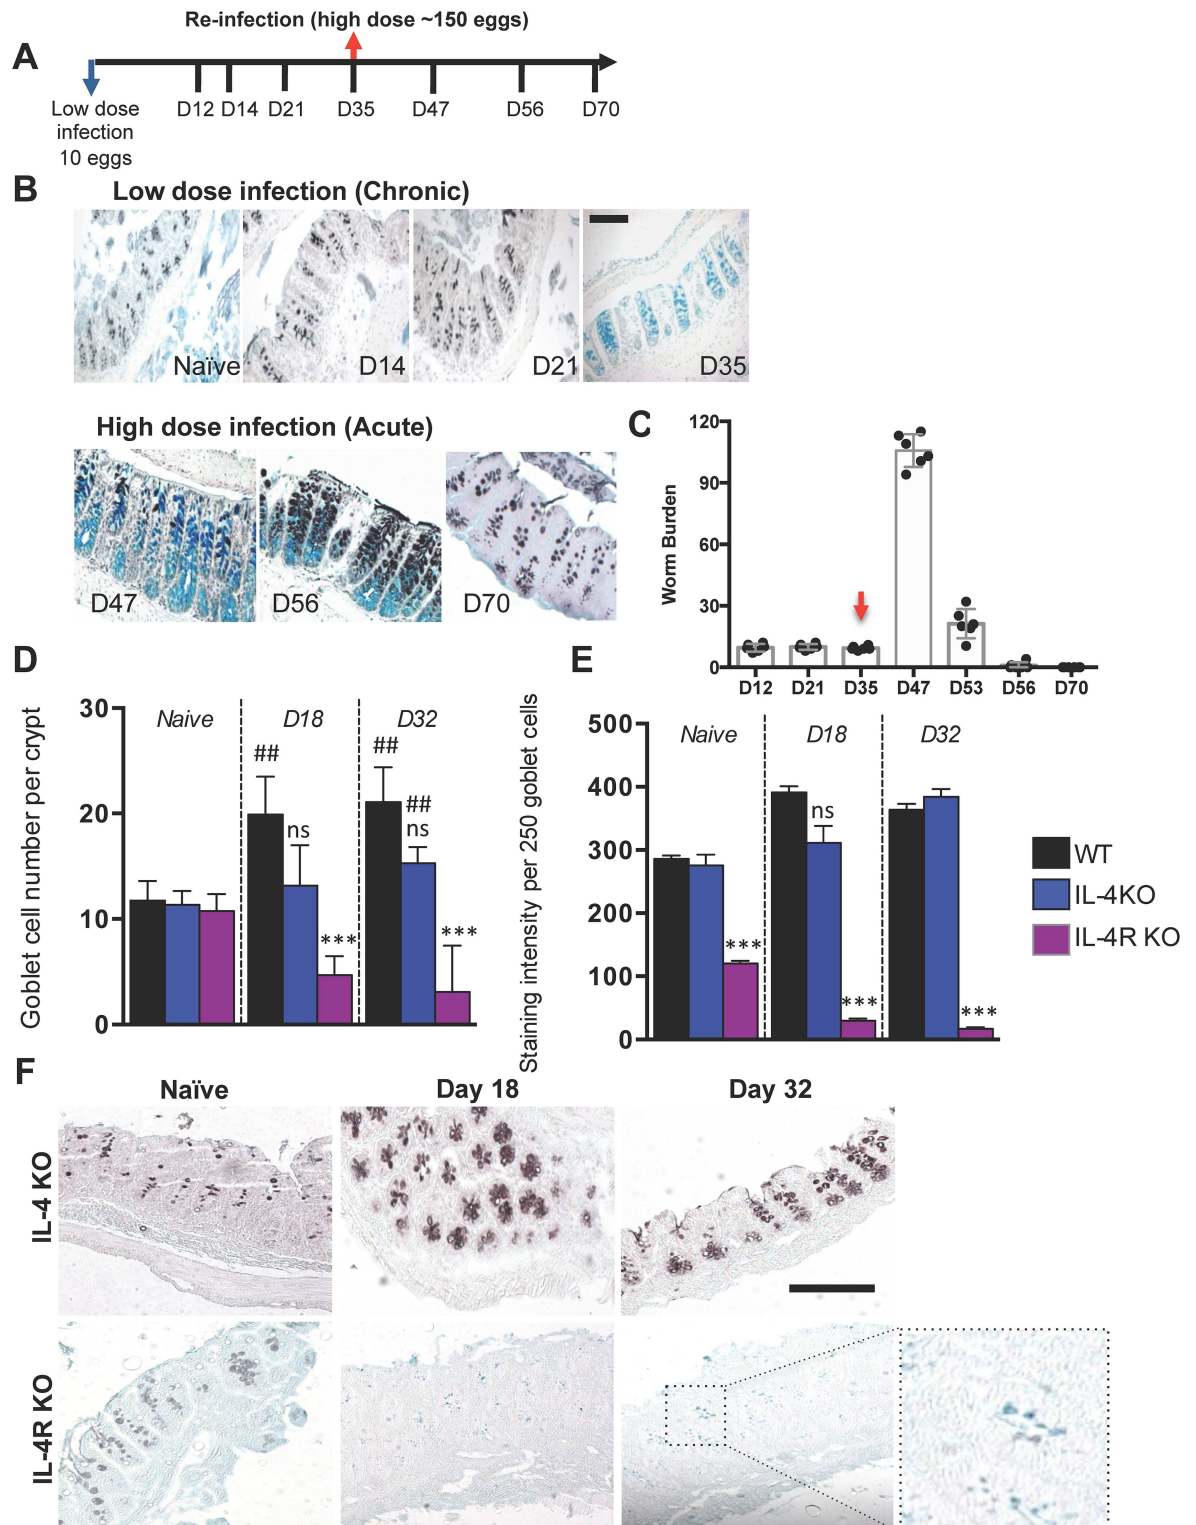 Re-infection (high dose ~150 eggs)
A
D12 D14 D21 D35 D47 D56 D70
Low dose
infection
10 eggs
B
Low dose infection (Chronic)
Naïve
D14
D21
D35
High dose infection (Acute)
D47
D56
D70
C
Worm Burden
120
90
60
30
0
D12 D21 D35 D47 D53 D56 D70
D
Goblet cell number per crypt
30
20
10
0
Naive
D18
D32
##
ns
***
##
##
ns
***
E
Staining intensity per 250 goblet cells
500
400
300
200
100
0
Naive
D18
D32
***
ns
***
***
WT
IL-4KO
IL-4R KO
F
Naïve
Day 18
Day 32
IL-4 KO
IL-4R KO